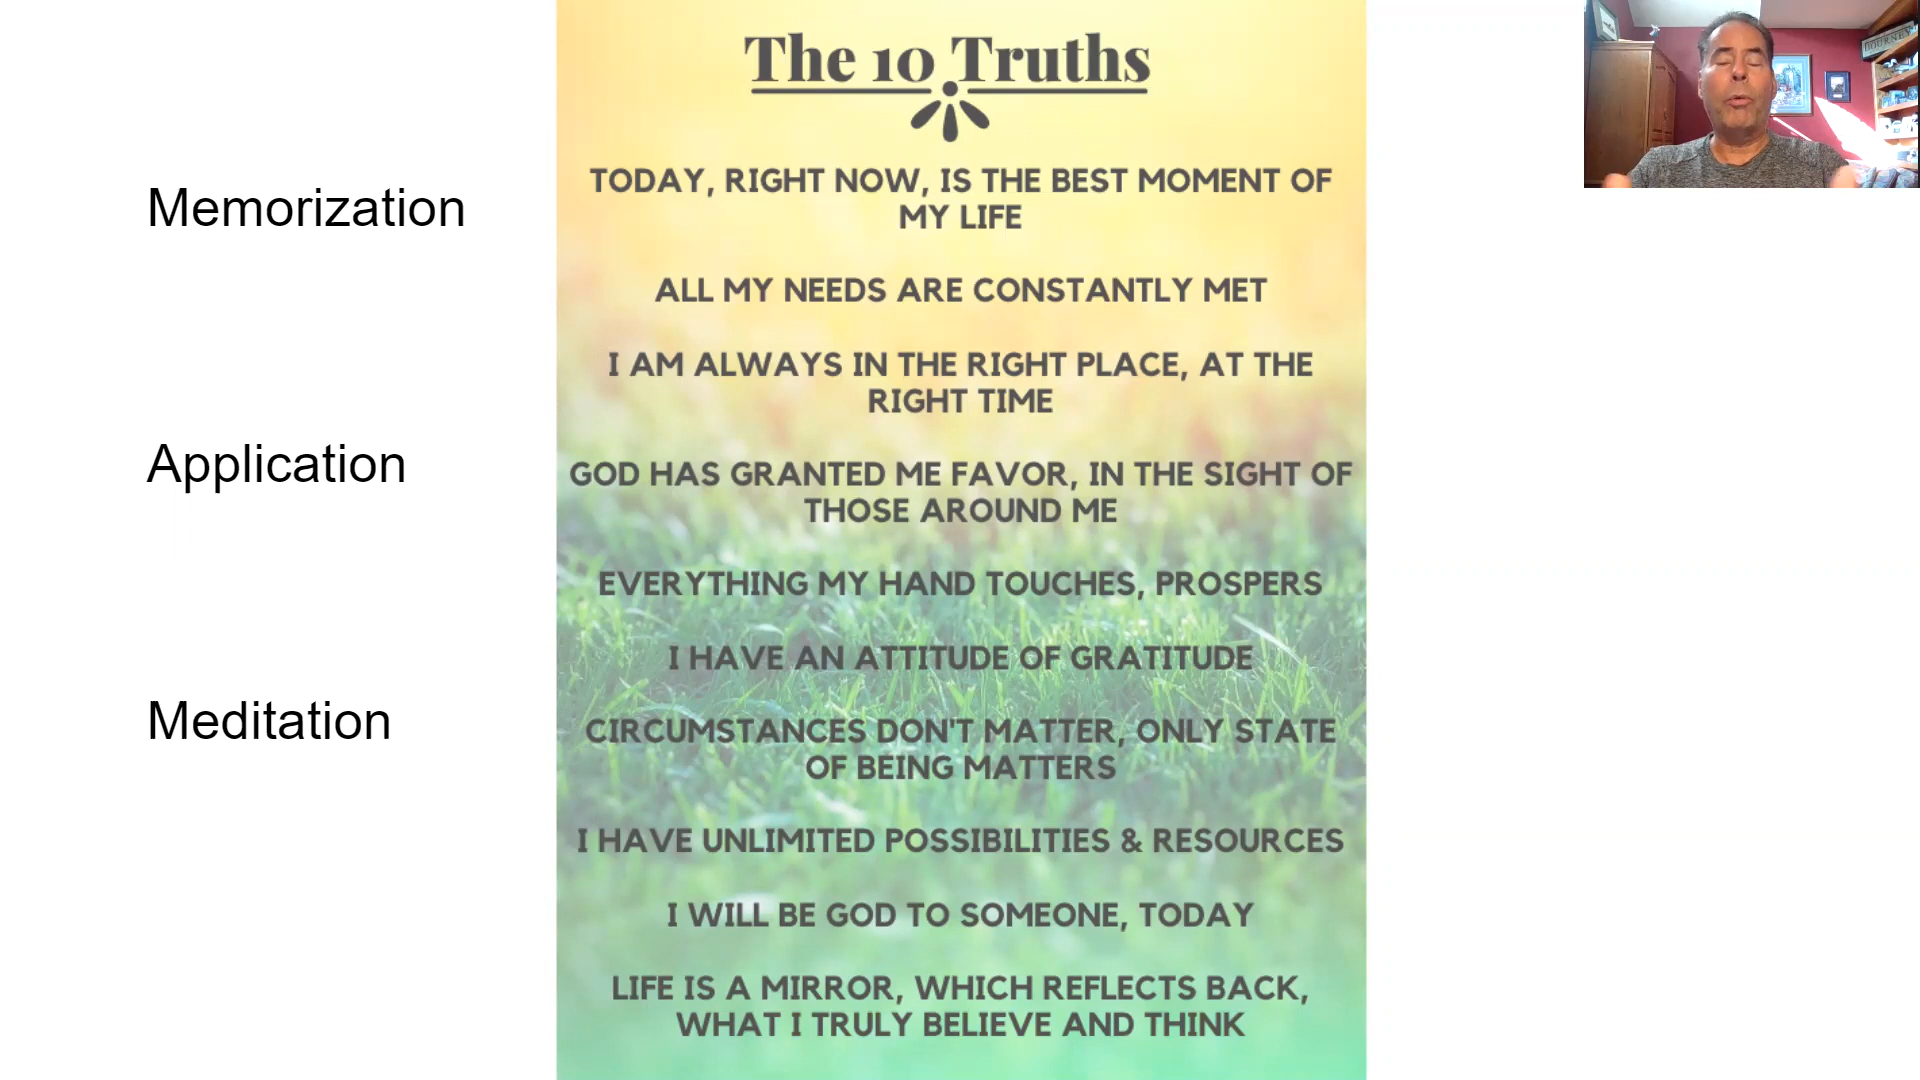 The 10 Truths
TODAY, RIGHT NOW, IS THE BEST MOMENT OF
MY LIFE
ALL MY NEEDS ARE CONSTANTLY MET
I AM ALWAYS IN THE RIGHT PLACE, AT THE
RIGHT TIME
GOD HAS GRANTED ME FAVOR, IN THE SIGHT OF
THOSE AROUND ME
EVERYTHING MY HAND TOUCHES, PROSPERS
I HAVE AN ATTITUDE OF GRATITUDE
CIRCUMSTANCES DON'T MATTER, ONLY STATE
OF BEING MATTERS
I HAVE UNLIMITED POSSIBILITIES & RESOURCES
I WILL BE GOD TO SOMEONE, TODAY
LIFE IS A MIRROR, WHICH REFLECTS BACK,
WHAT I TRULY BELIEVE AND THINK
Memorization
Application
Meditation